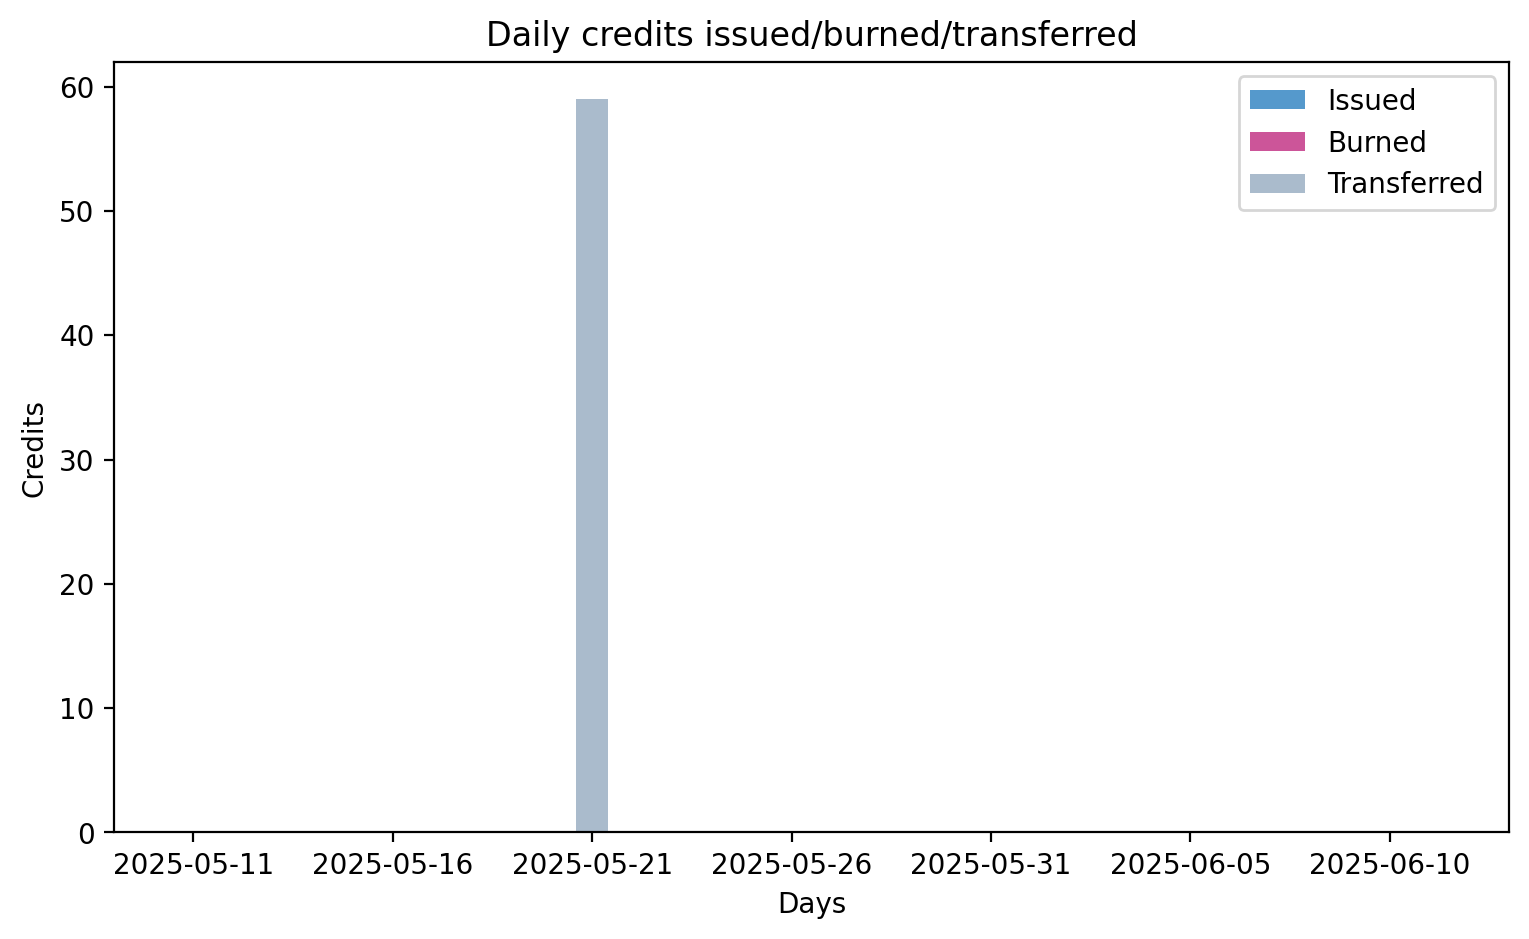 Daily credits issued/burned/transferred
Issued
Burned
Transferred
60
50
40
30
20
10
0
Credits
2025-05-11 2025-05-16 2025-05-21 2025-05-26 2025-05-31 2025-06-05 2025-06-10
Days